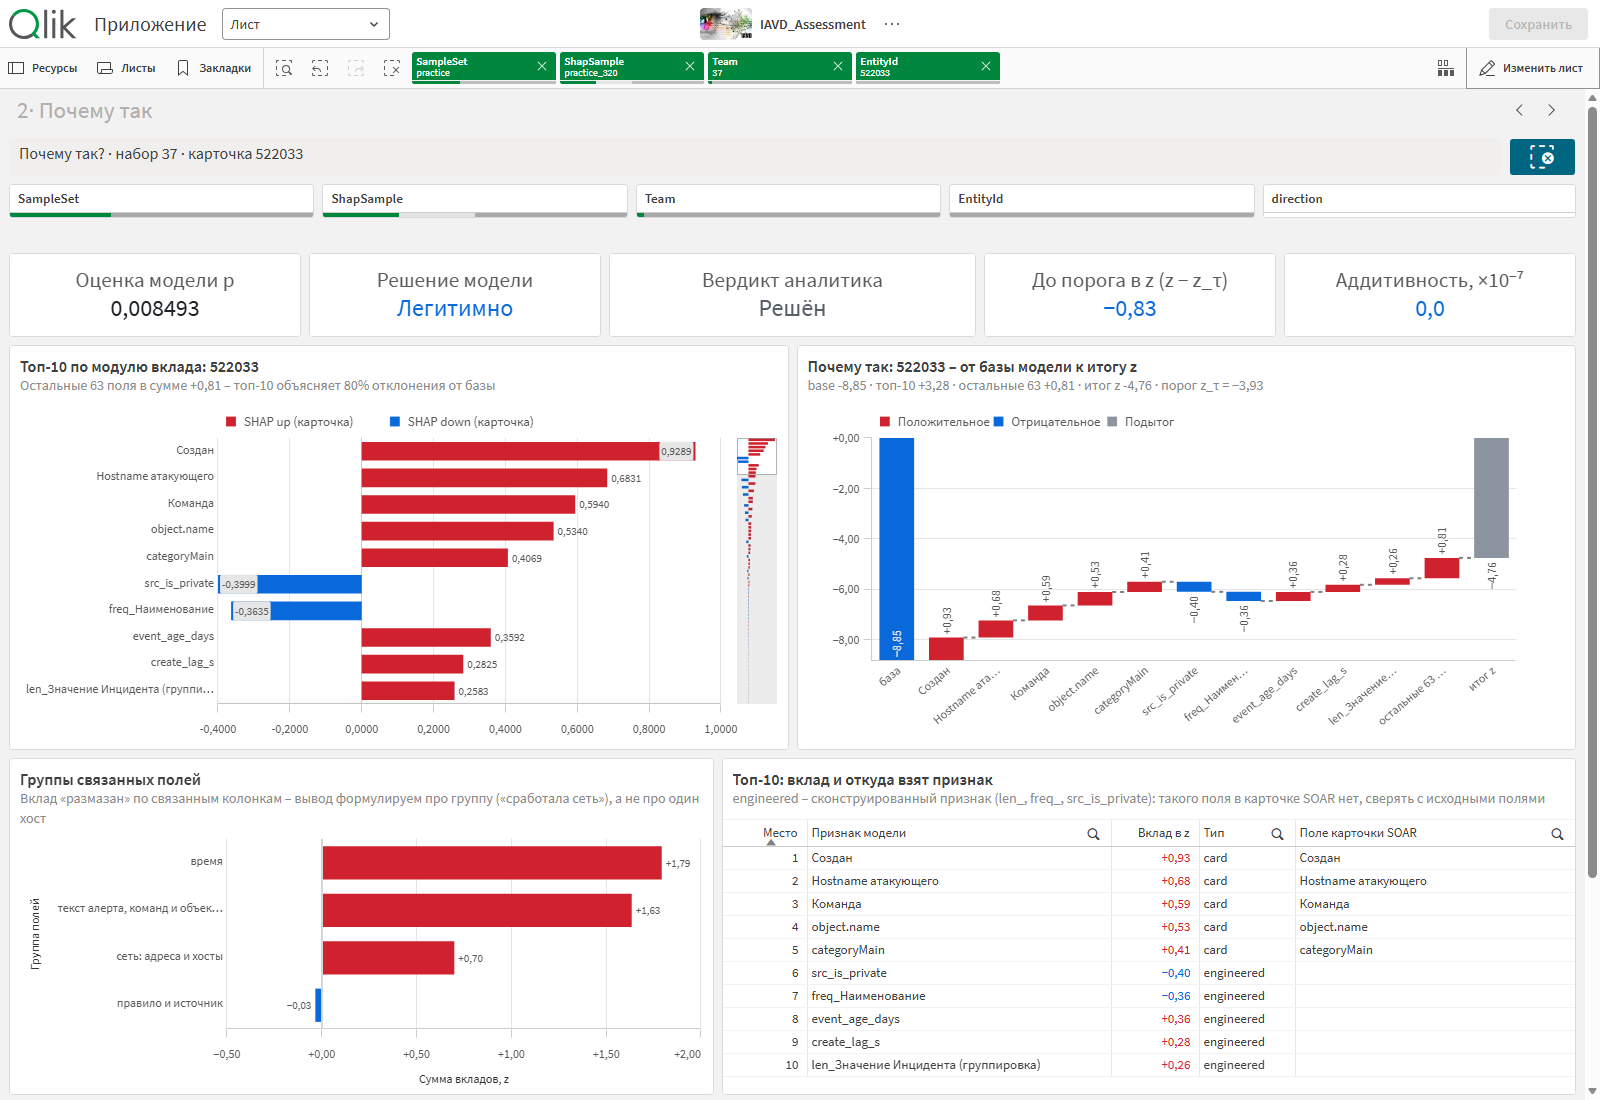 Qlik
Приложение
Лист
IAVD_Assessment
...
Сохранить
Ресурсы
Листы
Закладки
SampleSet
practice
ShapSample
practice_320
Team
37
EntityId
522033
Изменить лист
2· Почему так
Почему так? · набор 37 · карточка 522033
SampleSet
ShapSample
Team
EntityId
direction
Оценка модели p
0,008493
Решение модели
Легитимно
Вердикт аналитика
Решён
До порога в z (z − z_τ)
−0,83
Аддитивность, ×10⁻⁷
0,0
Топ-10 по модулю вклада: 522033
Остальные 63 поля в сумме +0,81 – топ-10 объясняет 80% отклонения от базы
SHAP up (карточка)
SHAP down (карточка)
Создан
0,9289
Hostname атакующего
0,6831
Команда
0,5940
object.name
0,5340
categoryMain
0,4069
src_is_private
-0,3999
freq_Наименование
-0,3635
event_age_days
0,3592
create_lag_s
0,2825
len_Значение Инцидента (группи...
0,2583
-0,4000
-0,2000
0,0000
0,2000
0,4000
0,6000
0,8000
1,0000
Почему так: 522033 – от базы модели к итогу z
base -8,85 · топ-10 +3,28 · остальные 63 +0,81 · итог z -4,76 · порог z_τ = −3,93
Положительное
Отрицательное
Подытог
+0,00
−2,00
−4,00
−6,00
−8,00
−8,85
+0,93
+0,68
+0,59
+0,53
+0,41
−0,40
−0,36
+0,36
+0,28
+0,26
+0,81
−4,76
база
Создан
Hostname ата...
Команда
object.name
categoryMain
src_is_private
freq_Наимен...
event_age_days
create_lag_s
len_Значение...
остальные 63 ...
итог z
Группы связанных полей
Вклад «размазан» по связанным колонкам – вывод формулируем про группу («сработала сеть»), а не про один
хост
Группа полей
время
+1,79
текст алерта, команд и объек...
+1,63
сеть: адреса и хосты
+0,70
правило и источник
−0,03
−0,50
+0,00
+0,50
+1,00
+1,50
+2,00
Сумма вкладов, z
Топ-10: вклад и откуда взят признак
engineered – сконструированный признак (len_, freq_, src_is_private): такого поля в карточке SOAR нет, сверять с исходными полями
Место Признак модели Вклад в z Тип Поле карточки SOAR
1 Создан +0,93 card Создан
2 Hostname атакующего +0,68 card Hostname атакующего
3 Команда +0,59 card Команда
4 object.name +0,53 card object.name
5 categoryMain +0,41 card categoryMain
6 src_is_private −0,40 engineered
7 freq_Наименование −0,36 engineered
8 event_age_days +0,36 engineered
9 create_lag_s +0,28 engineered
10 len_Значение Инцидента (группировка) +0,26 engineered